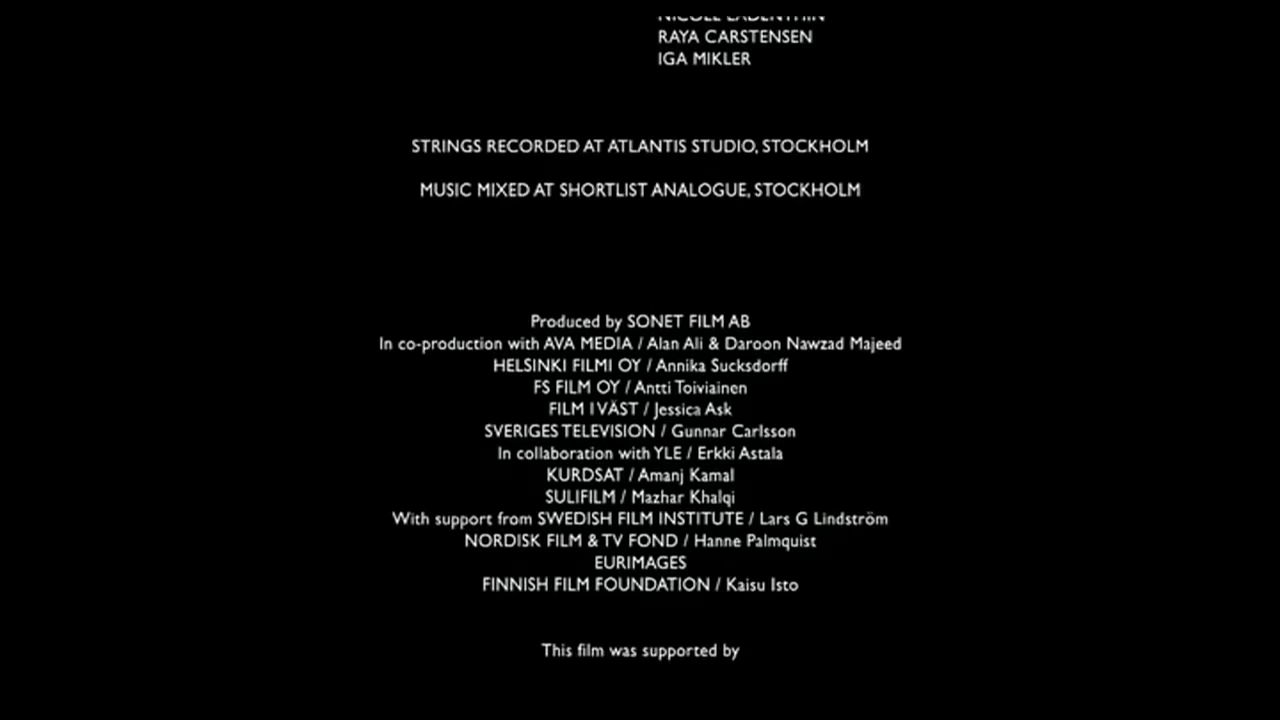 RAYA CARSTENSEN
IGA MIKLER
STRINGS RECORDED AT ATLANTIS STUDIO, STOCKHOLM
MUSIC MIXED AT SHORTLIST ANALOGUE, STOCKHOLM
Produced by SONET FILM AB
In co-production with AVA MEDIA / Alan Ali & Daroon Nawzad Majeed
HELSINKI FILMI OY / Annika Sucksdorff
FS FILM OY / Antti Toiviainen
FILM I VÄST / Jessica Ask
SVERIGES TELEVISION / Gunnar Carlsson
In collaboration with YLE / Erkki Astala
KURDSAT / Amanj Kamal
SULIFILM / Mazhar Khalqi
With support from SWEDISH FILM INSTITUTE / Lars G Lindström
NORDISK FILM & TV FOND / Hanne Palmquist
EURIMAGES
FINNISH FILM FOUNDATION / Kaisu Isto
This film was supported by